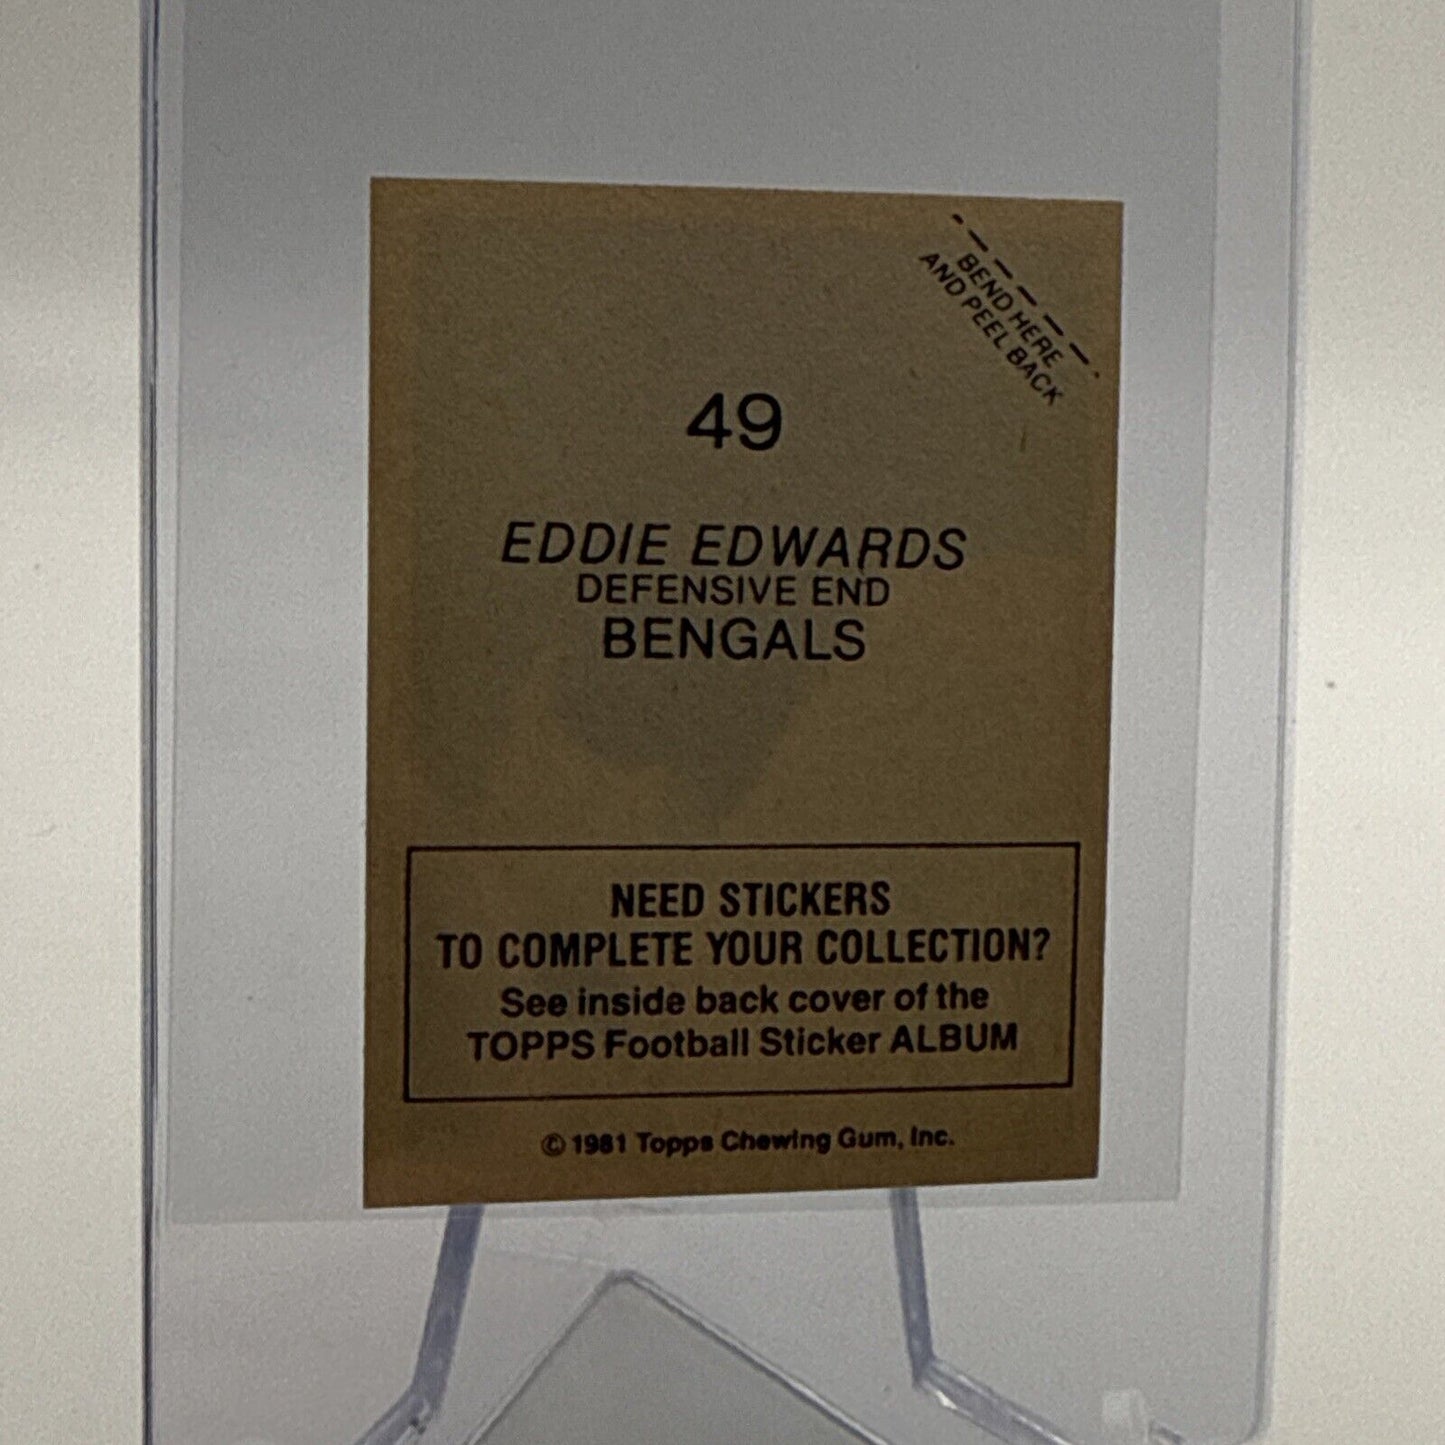 BEND HERE
AND PEEL BACK
49
EDDIE EDWARDS
DEFENSIVE END
BENGALS
NEED STICKERS
TO COMPLETE YOUR COLLECTION?
See inside back cover of the
TOPPS Football Sticker ALBUM
© 1981 Topps Chewing Gum, Inc.